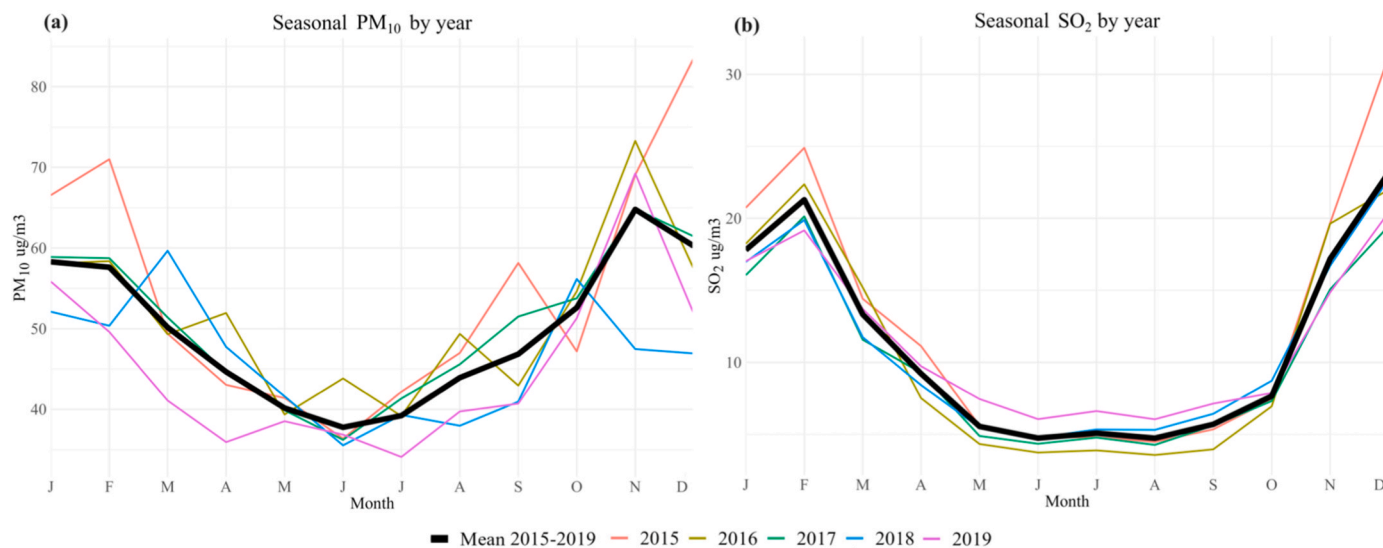 (a)
Seasonal PM₁₀ by year
PM₁₀ ug/m3
80
70
60
50
40
J F M A M J J A S O N D
Month
(b)
Seasonal SO₂ by year
SO₂ ug/m3
30
20
10
J F M A M J J A S O N D
Month
Mean 2015-2019 2015 2016 2017 2018 2019